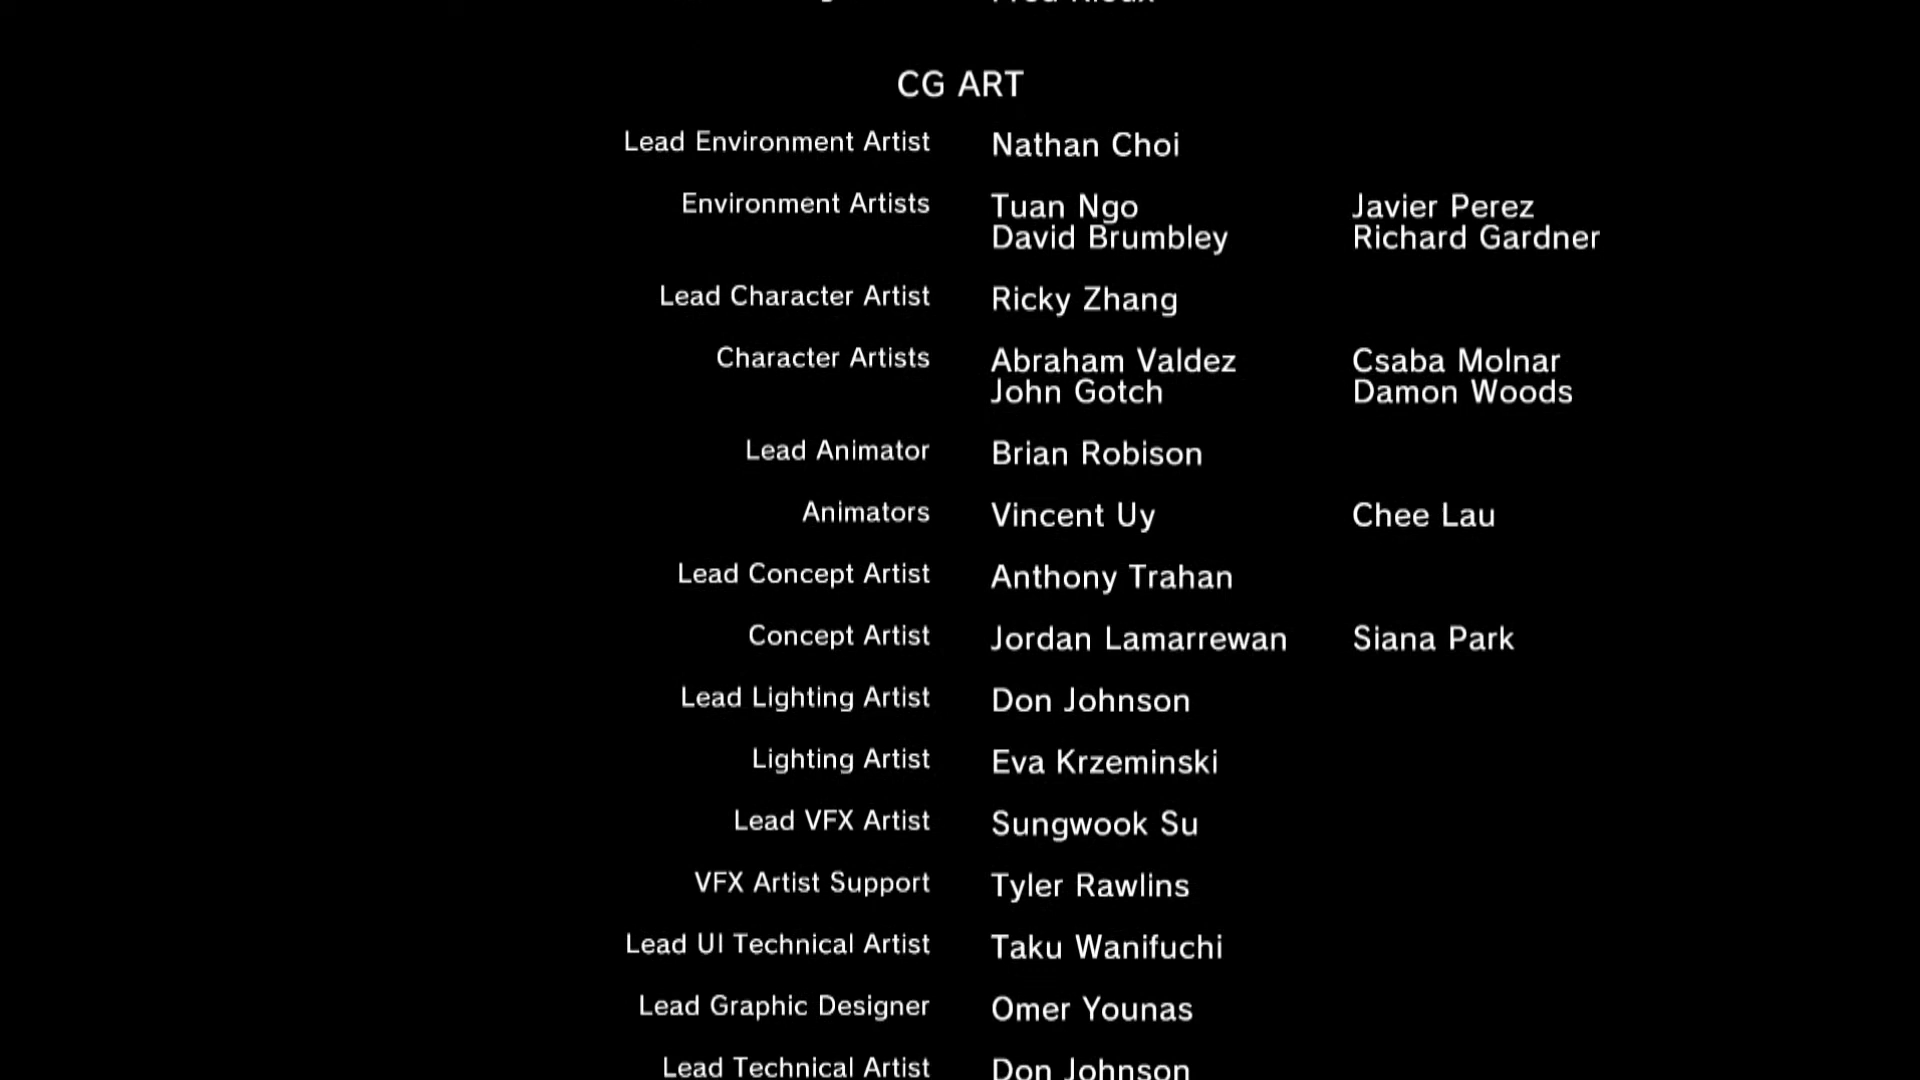 CG ART
Lead Environment Artist Nathan Choi
Environment Artists Tuan Ngo Javier Perez
David Brumbley Richard Gardner
Lead Character Artist Ricky Zhang
Character Artists Abraham Valdez Csaba Molnar
John Gotch Damon Woods
Lead Animator Brian Robison
Animators Vincent Uy Chee Lau
Lead Concept Artist Anthony Trahan
Concept Artist Jordan Lamarrewan Siana Park
Lead Lighting Artist Don Johnson
Lighting Artist Eva Krzeminski
Lead VFX Artist Sungwook Su
VFX Artist Support Tyler Rawlins
Lead UI Technical Artist Taku Wanifuchi
Lead Graphic Designer Omer Younas
Lead Technical Artist Don Johnson